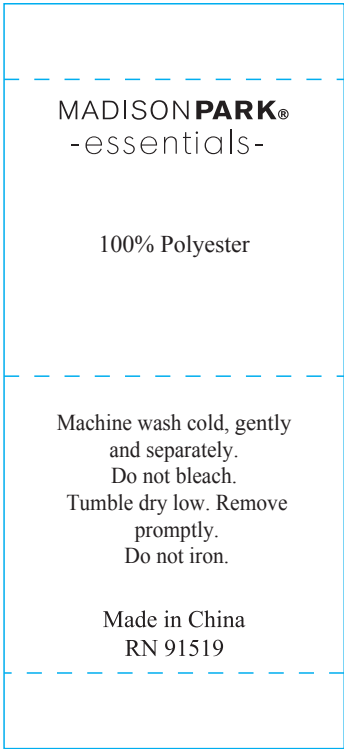 MADISONPARK®
-essentials-
100% Polyester
Machine wash cold, gently
and separately.
Do not bleach.
Tumble dry low. Remove
promptly.
Do not iron.
Made in China
RN 91519